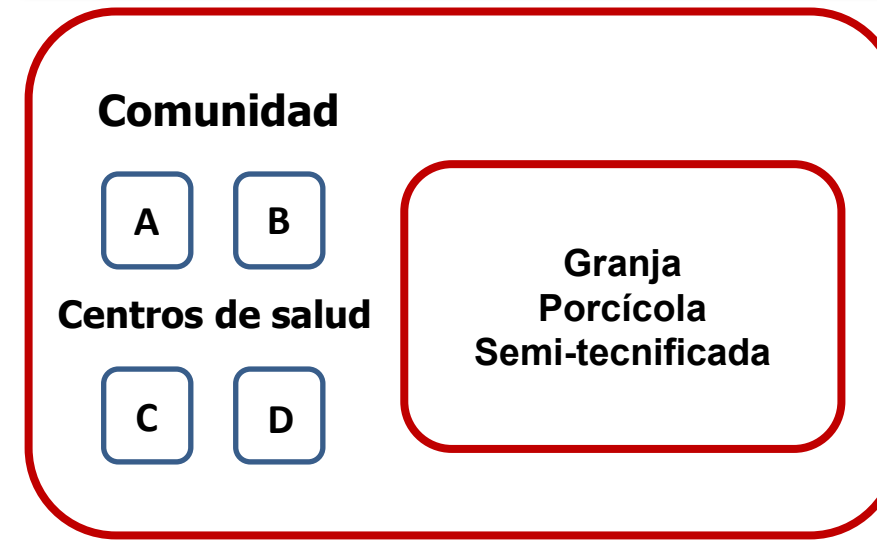 Comunidad
A
B
Centros de salud
C
D
Granja
Porcícola
Semi-tecnificada